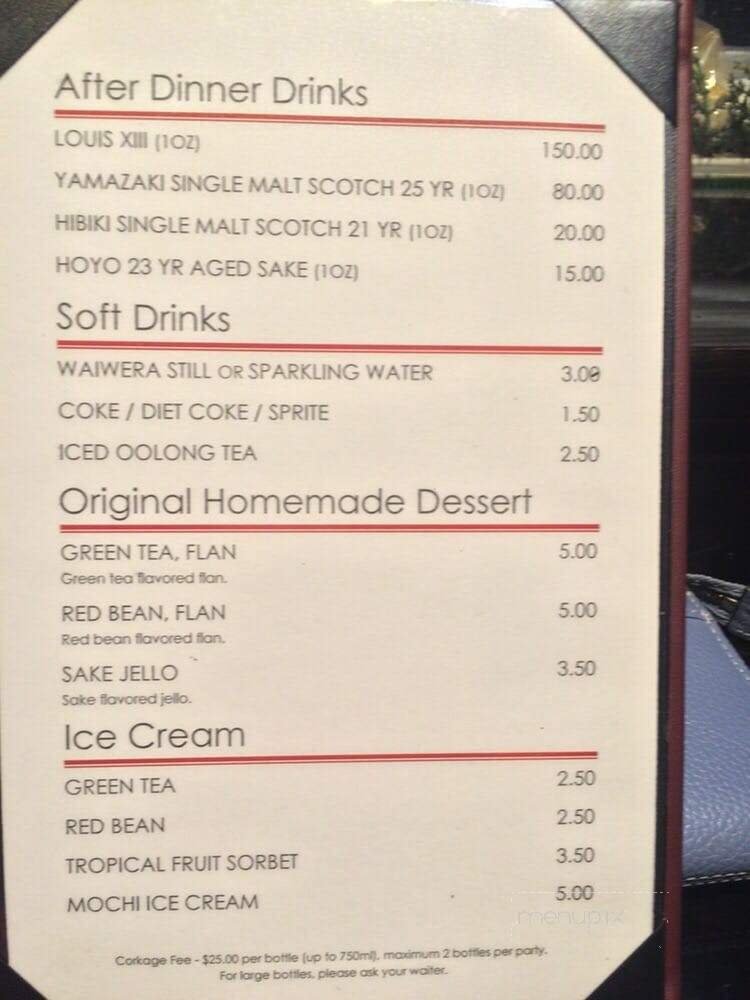 After Dinner Drinks
LOUIS XIII (1OZ) 150.00
YAMAZAKI SINGLE MALT SCOTCH 25 YR (1OZ) 80.00
HIBIKI SINGLE MALT SCOTCH 21 YR (1OZ) 20.00
HOYO 23 YR AGED SAKE (1OZ) 15.00
Soft Drinks
WAIWERA STILL OR SPARKLING WATER 3.00
COKE / DIET COKE / SPRITE 1.50
ICED OOLONG TEA 2.50
Original Homemade Dessert
GREEN TEA, FLAN 5.00
Green tea flavored flan.
RED BEAN, FLAN 5.00
Red bean flavored flan.
SAKE JELLO 3.50
Sake flavored jello.
Ice Cream
GREEN TEA 2.50
RED BEAN 2.50
TROPICAL FRUIT SORBET 3.50
MOCHI ICE CREAM 5.00
menupix
Corkage Fee - $25.00 per bottle (up to 750ml), maximum 2 bottles per party.
For large bottles, please ask your waiter.